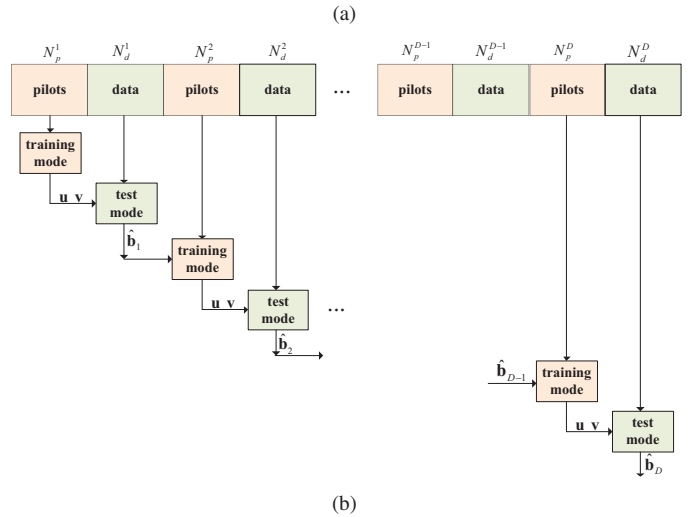 (a)
N_p^1 N_d^1 N_p^2 N_d^2 N_p^{D-1} N_d^{D-1} N_p^D N_d^D
pilots data pilots data ... pilots data pilots data
training
mode
u v
test
mode
b̂_1
training
mode
u v
test
mode
...
b̂_2
b̂_{D-1}
training
mode
u v
test
mode
b̂_D
(b)